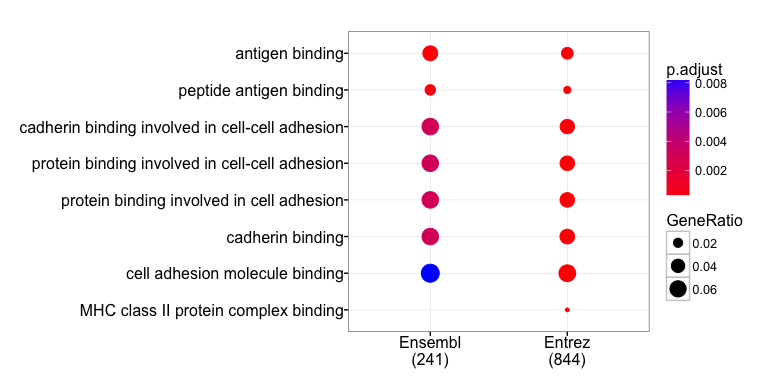 antigen binding
peptide antigen binding
cadherin binding involved in cell-cell adhesion
protein binding involved in cell-cell adhesion
protein binding involved in cell adhesion
cadherin binding
cell adhesion molecule binding
MHC class II protein complex binding
Ensembl
(241)
Entrez
(844)
p.adjust
0.008
0.006
0.004
0.002
GeneRatio
0.02
0.04
0.06